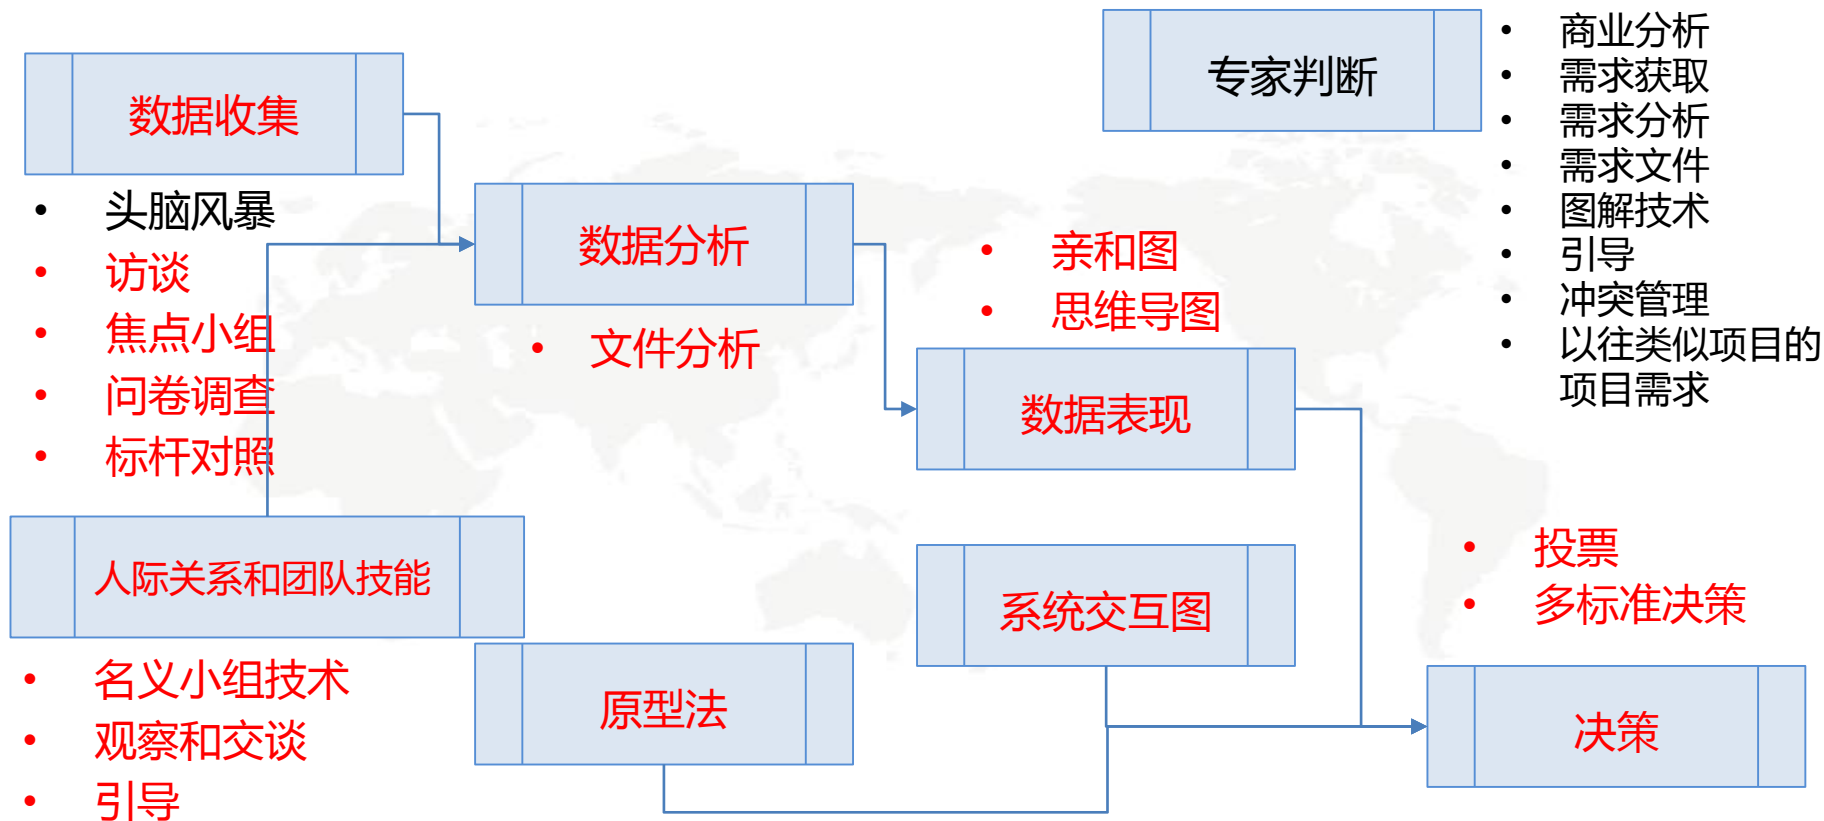 专家判断
• 商业分析
• 需求获取
• 需求分析
• 需求文件
• 图解技术
• 引导
• 冲突管理
• 以往类似项目的
项目需求
数据收集
• 头脑风暴
• 访谈
• 焦点小组
• 问卷调查
• 标杆对照
数据分析
• 文件分析
• 亲和图
• 思维导图
数据表现
人际关系和团队技能
• 名义小组技术
• 观察和交谈
• 引导
原型法
系统交互图
• 投票
• 多标准决策
决策